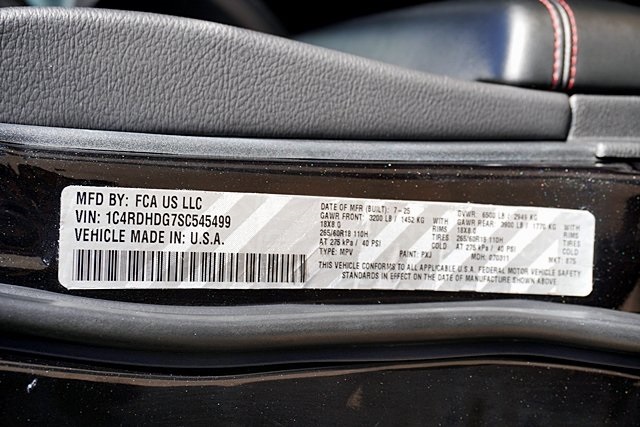 MFD BY: FCA US LLC
VIN: 1C4RDHDG7SC545499
VEHICLE MADE IN: U.S.A.
DATE OF MFR (BUILT): 7-25 GVWR: 6500 LB / 2949 KG
GAWR FRONT: 3200 LB / 1452 KG WITH GAWR REAR: 3900 LB / 1770 KG WITH
18X8.0 RIMS 18X8.0 RIMS
265/60R18 110H TIRES 265/60R18 110H TIRES
AT 275 kPa / 40 PSI COLD AT 275 kPa / 40 PSI COLD
TYPE: MPV PAINT: PXJ MDH: 070311 MKT: 875
THIS VEHICLE CONFORMS TO ALL APPLICABLE U.S.A. FEDERAL MOTOR VEHICLE SAFETY
STANDARDS IN EFFECT ON THE DATE OF MANUFACTURE SHOWN ABOVE